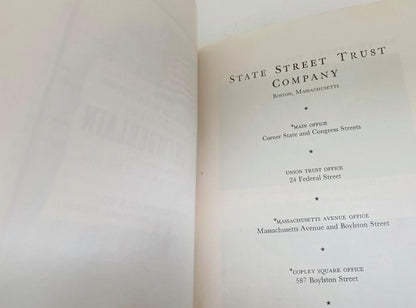 STATE STREET TRUST
COMPANY
BOSTON, MASSACHUSETTS
*
*MAIN OFFICE
Corner State and Congress Streets
*
UNION TRUST OFFICE
24 Federal Street
*
*MASSACHUSETTS AVENUE OFFICE
Massachusetts Avenue and Boylston Street
*
*COPLEY SQUARE OFFICE
587 Boylston Street
*